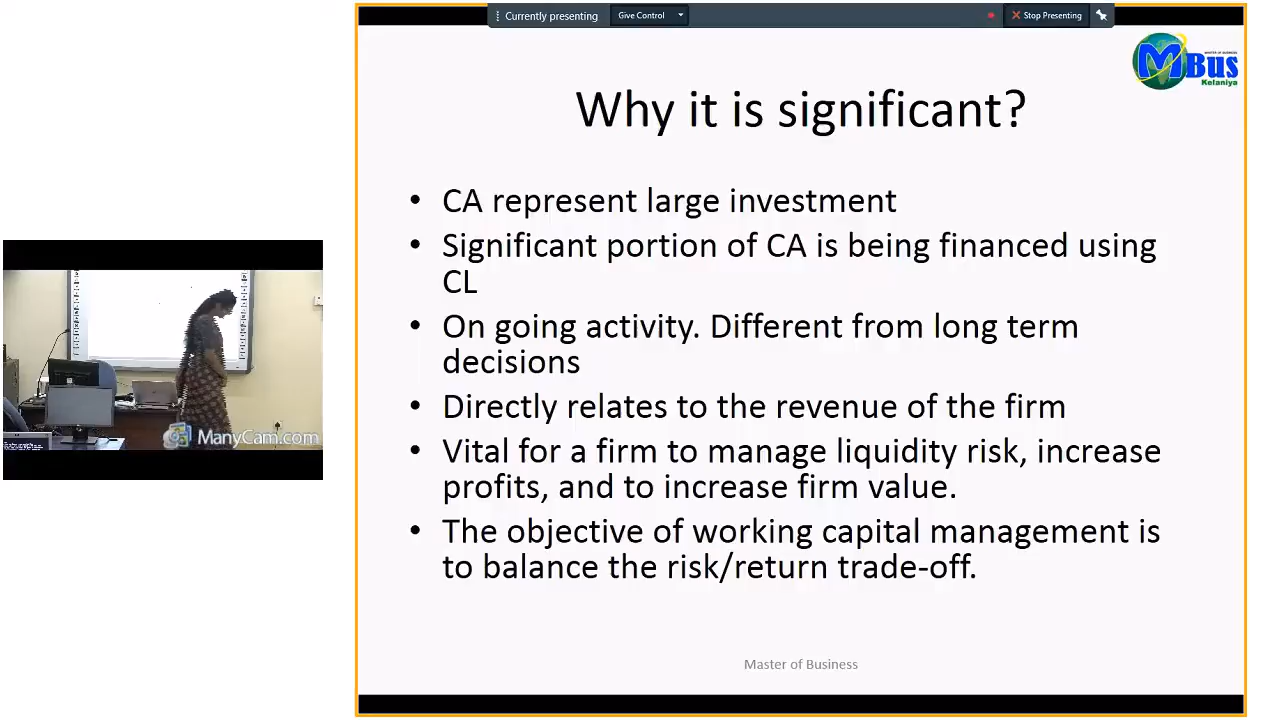 Currently presenting
Give Control
Stop Presenting
MBus
Kelaniya
Why it is significant?
• CA represent large investment
• Significant portion of CA is being financed using
CL
• On going activity. Different from long term
decisions
• Directly relates to the revenue of the firm
• Vital for a firm to manage liquidity risk, increase
profits, and to increase firm value.
• The objective of working capital management is
to balance the risk/return trade-off.
ManyCam.com
Master of Business